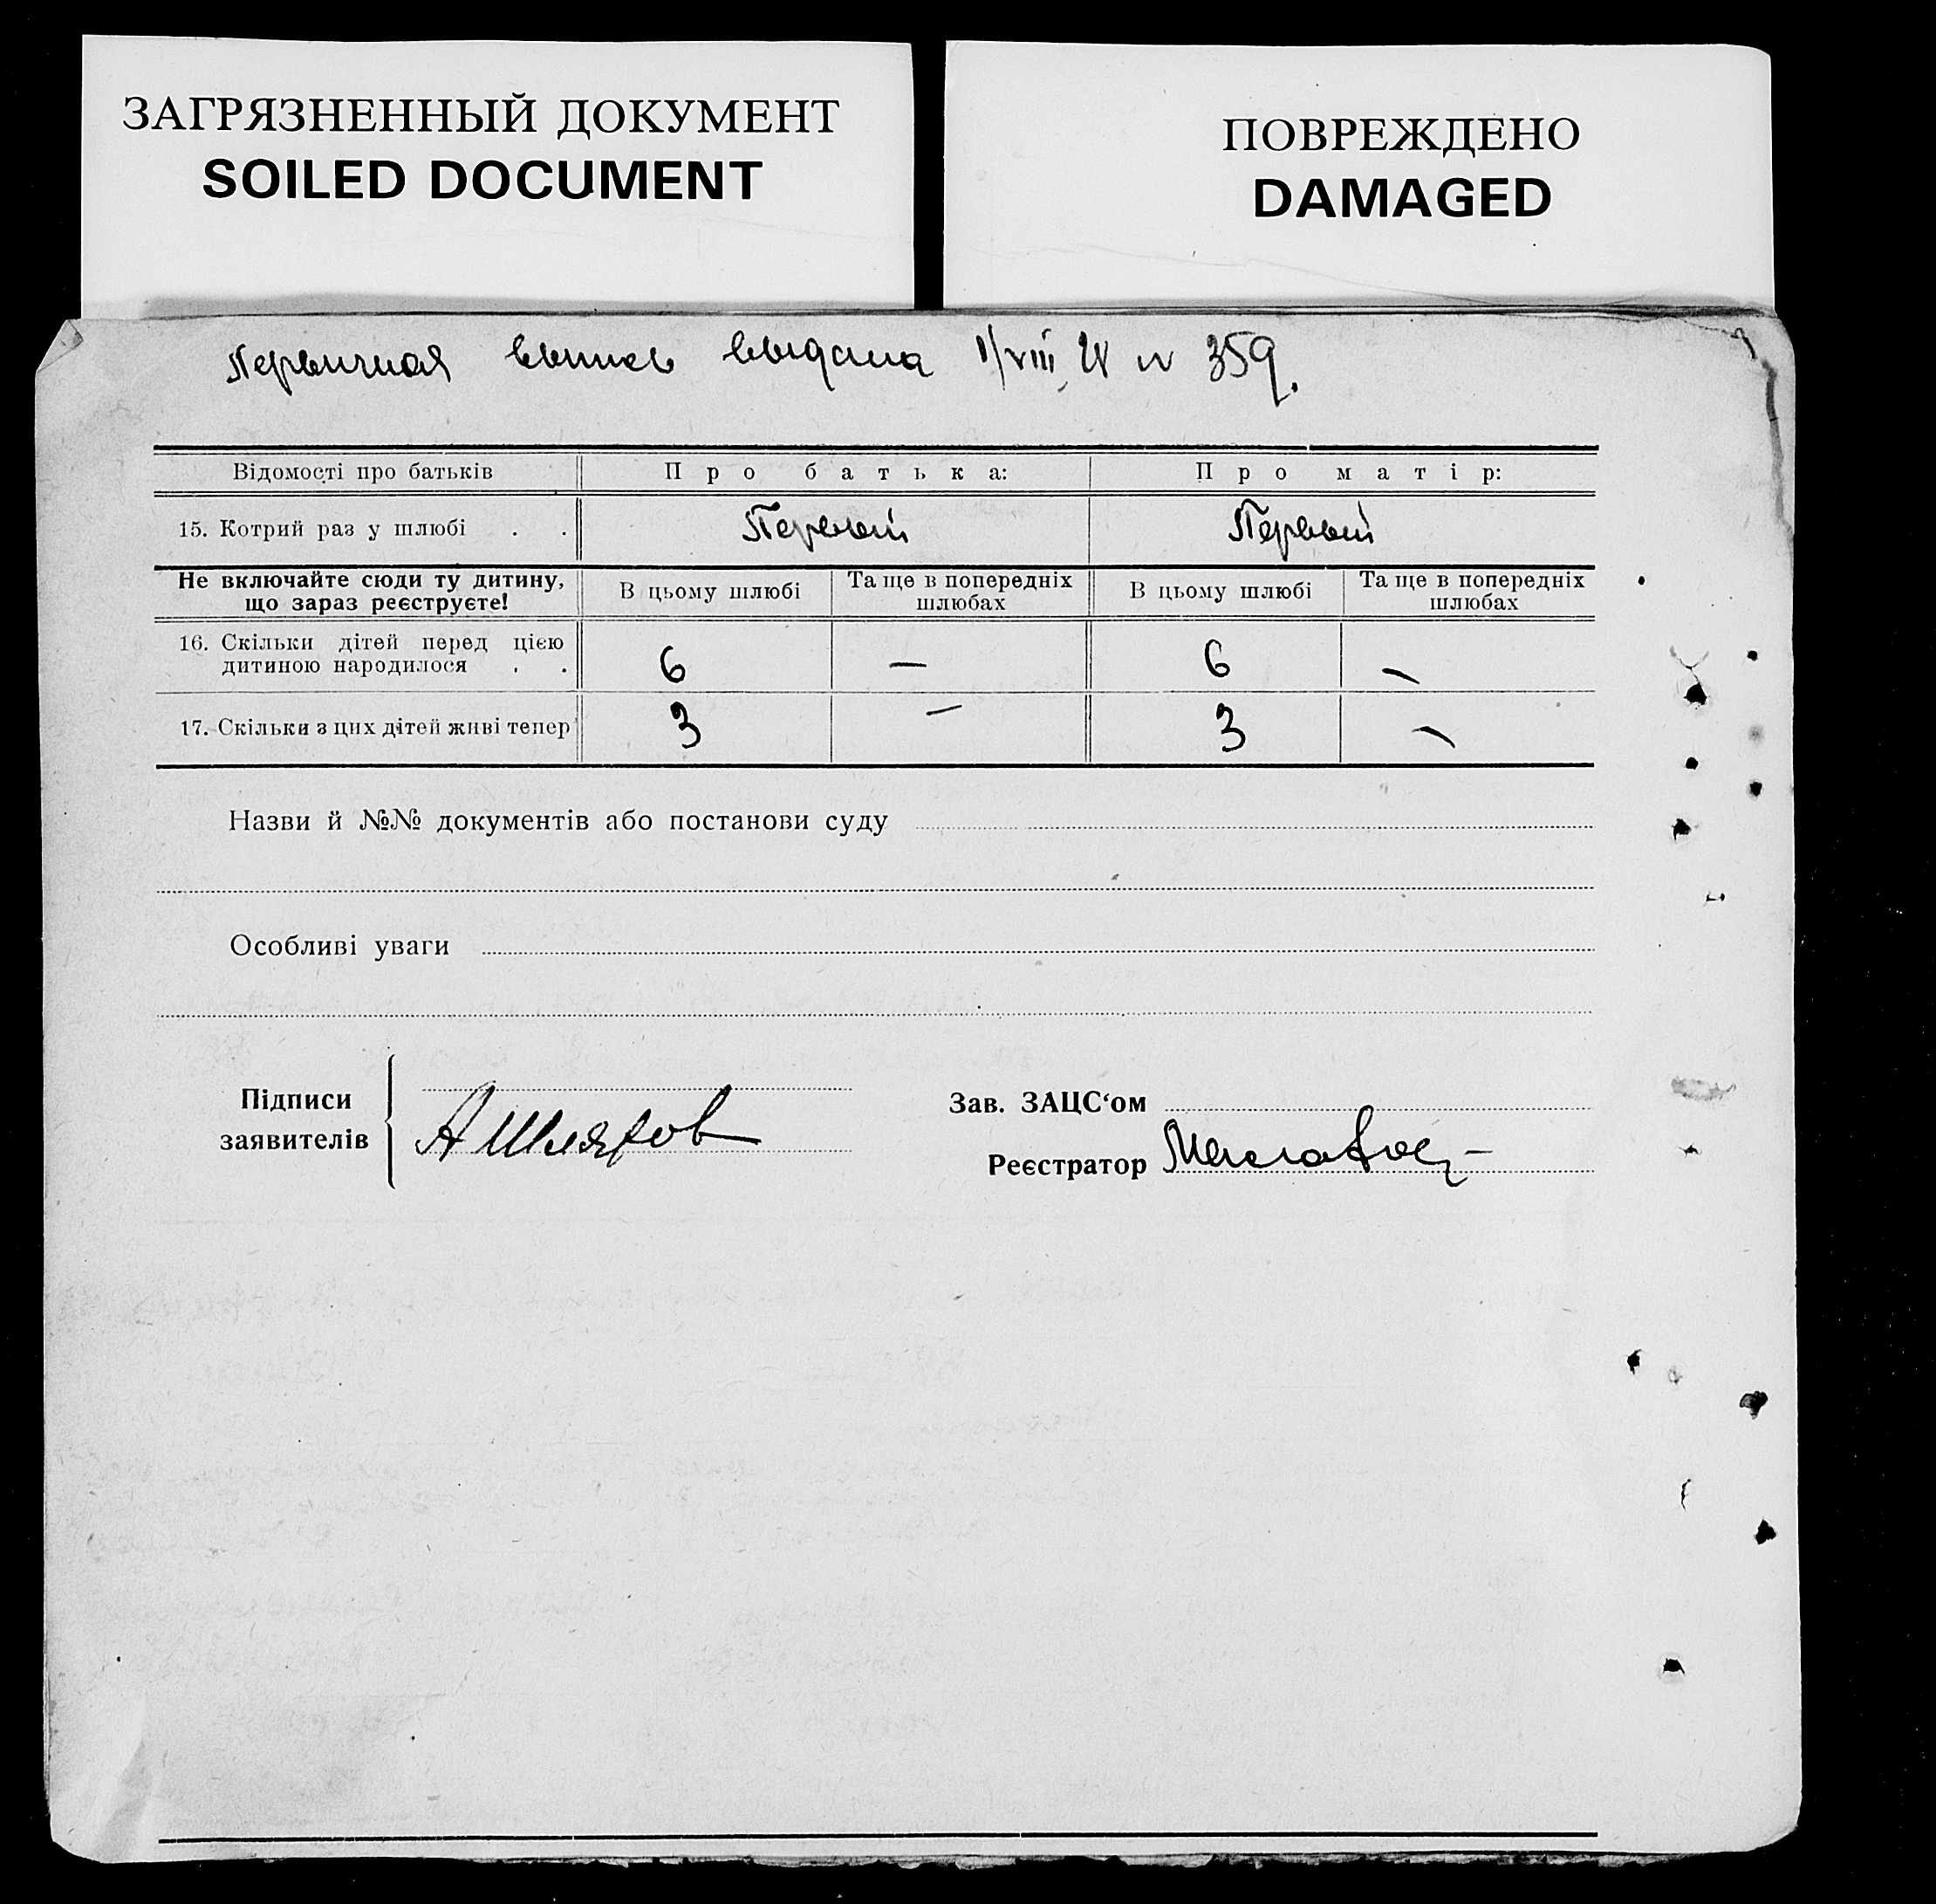 ЗАГРЯЗНЕННЫЙ ДОКУМЕНТ
SOILED DOCUMENT
ПОВРЕЖДЕНО
DAMAGED
Первичная выпись выдана 1/VIII, 28 № 359.
Відомості про батьків Про батька: Про матір:
15. Котрий раз у шлюбі . . Первый Первый
Не включайте сюди ту дитину, що зараз реєструєте! В цьому шлюбі Та ще в попередніх шлюбах В цьому шлюбі Та ще в попередніх шлюбах
16. Скільки дітей перед цією дитиною народилося . . 6 — 6 —
17. Скільки з цих дітей живі тепер 3 — 3 —
Назви й №№ документів або постанови суду
Особливі уваги
Підписи заявителів
А Шляхов
Зав. ЗАЦС‘ом
Реєстратор